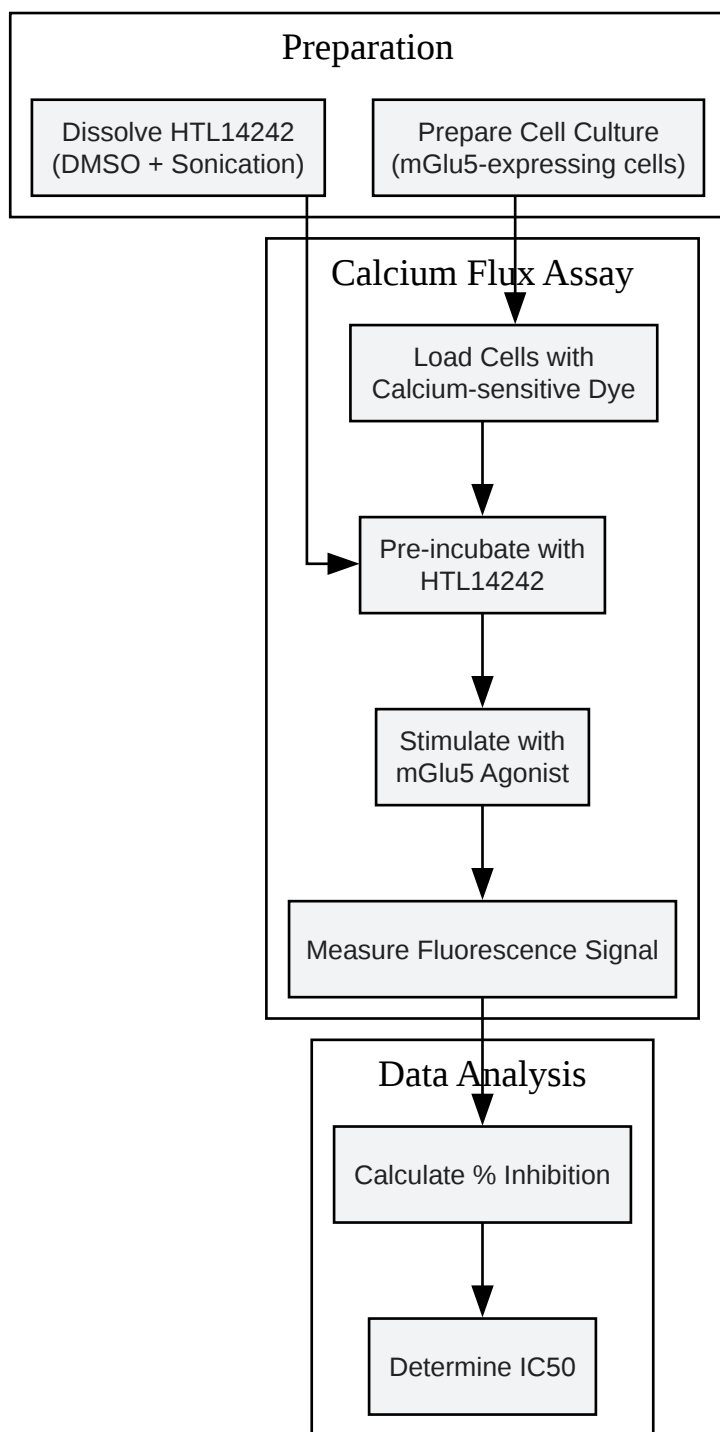 Preparation
Dissolve HTL14242
(DMSO + Sonication)
Prepare Cell Culture
(mGlu5-expressing cells)
Calcium Flux Assay
Load Cells with
Calcium-sensitive Dye
Pre-incubate with
HTL14242
Stimulate with
mGlu5 Agonist
Measure Fluorescence Signal
Data Analysis
Calculate % Inhibition
Determine IC50